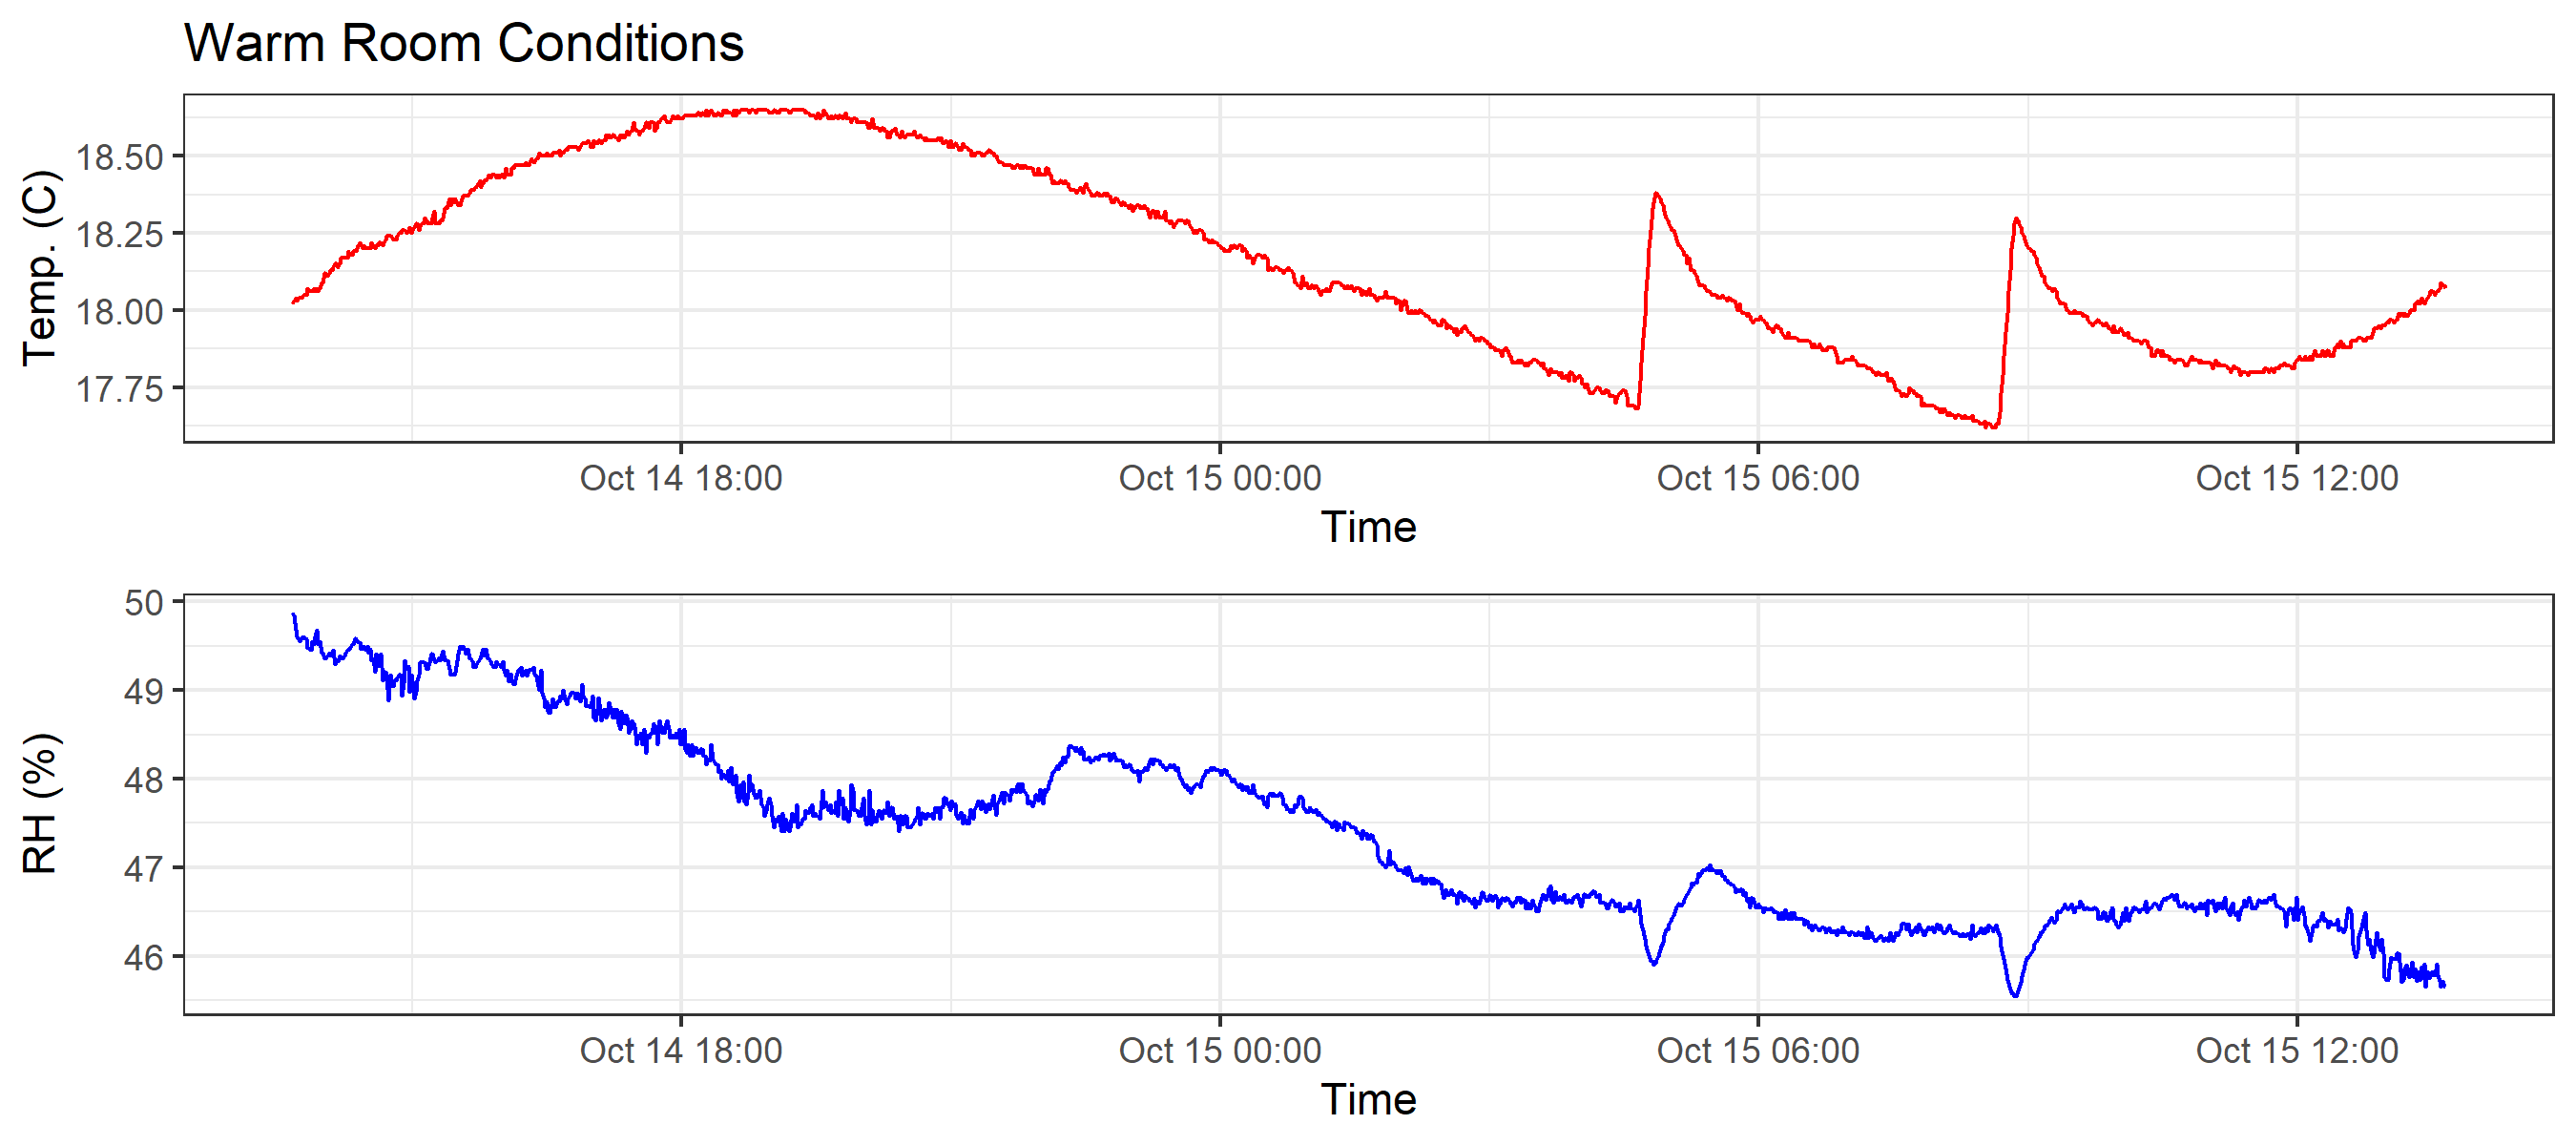 Warm Room Conditions
Temp. (C)
18.50
18.25
18.00
17.75
Oct 14 18:00 Oct 15 00:00 Oct 15 06:00 Oct 15 12:00
Time
RH (%)
50
49
48
47
46
Oct 14 18:00 Oct 15 00:00 Oct 15 06:00 Oct 15 12:00
Time